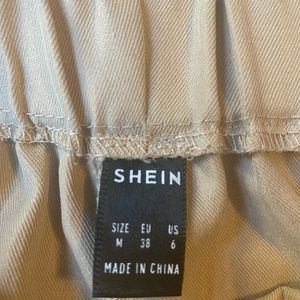 SHEIN
SIZE EU US
M 38 6
MADE IN CHINA